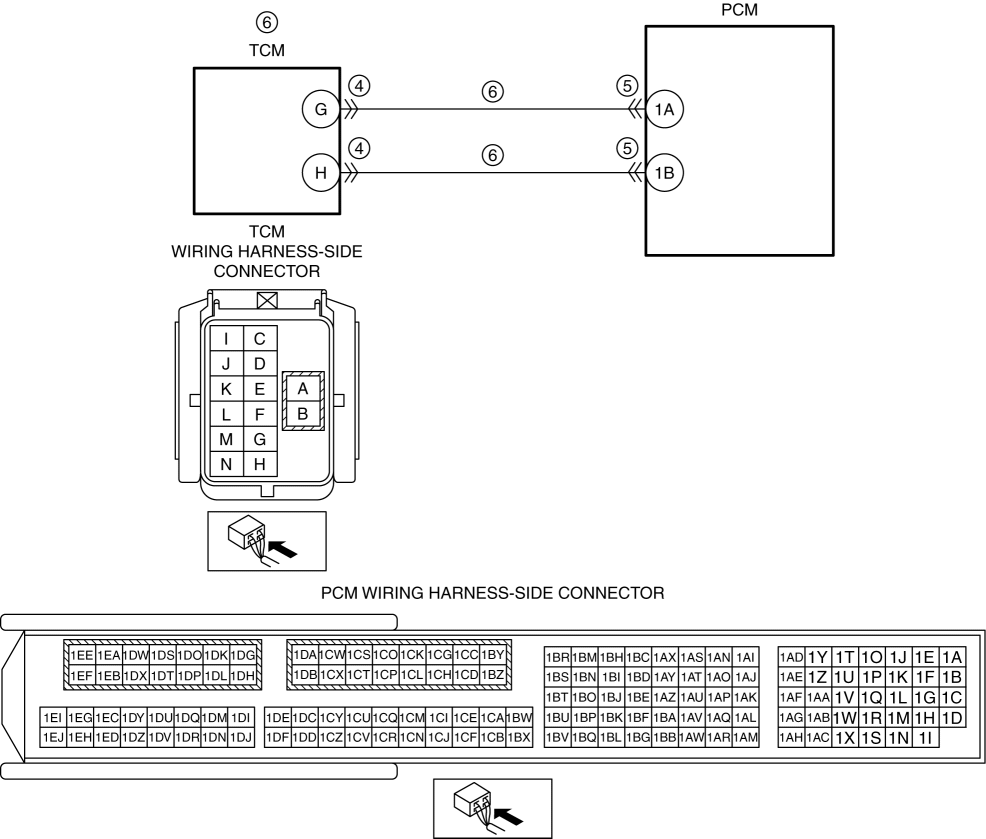 PCM
6
TCM
4 6 5
G 1A
4 6 5
H 1B
TCM
WIRING HARNESS-SIDE
CONNECTOR
I C
J D
K E A
L F B
M G
N H
PCM WIRING HARNESS-SIDE CONNECTOR
1EE 1EA 1DW 1DS 1DO 1DK 1DG 1DA 1CW 1CS 1CO 1CK 1CG 1CC 1BY 1BR 1BM 1BH 1BC 1AX 1AS 1AN 1AI 1AD 1Y 1T 1O 1J 1E 1A
1EF 1EB 1DX 1DT 1DP 1DL 1DH 1DB 1CX 1CT 1CP 1CL 1CH 1CD 1BZ 1BS 1BN 1BI 1BD 1AY 1AT 1AO 1AJ 1AE 1Z 1U 1P 1K 1F 1B
1BT 1BO 1BJ 1BE 1AZ 1AU 1AP 1AK 1AF 1AA 1V 1Q 1L 1G 1C
1EI 1EG 1EC 1DY 1DU 1DQ 1DM 1DI 1DE 1DC 1CY 1CU 1CQ 1CM 1CI 1CE 1CA 1BW 1BU 1BP 1BK 1BF 1BA 1AV 1AQ 1AL 1AG 1AB 1W 1R 1M 1H 1D
1EJ 1EH 1ED 1DZ 1DV 1DR 1DN 1DJ 1DF 1DD 1CZ 1CV 1CR 1CN 1CJ 1CF 1CB 1BX 1BV 1BQ 1BL 1BG 1BB 1AW 1AR 1AM 1AH 1AC 1X 1S 1N 1I